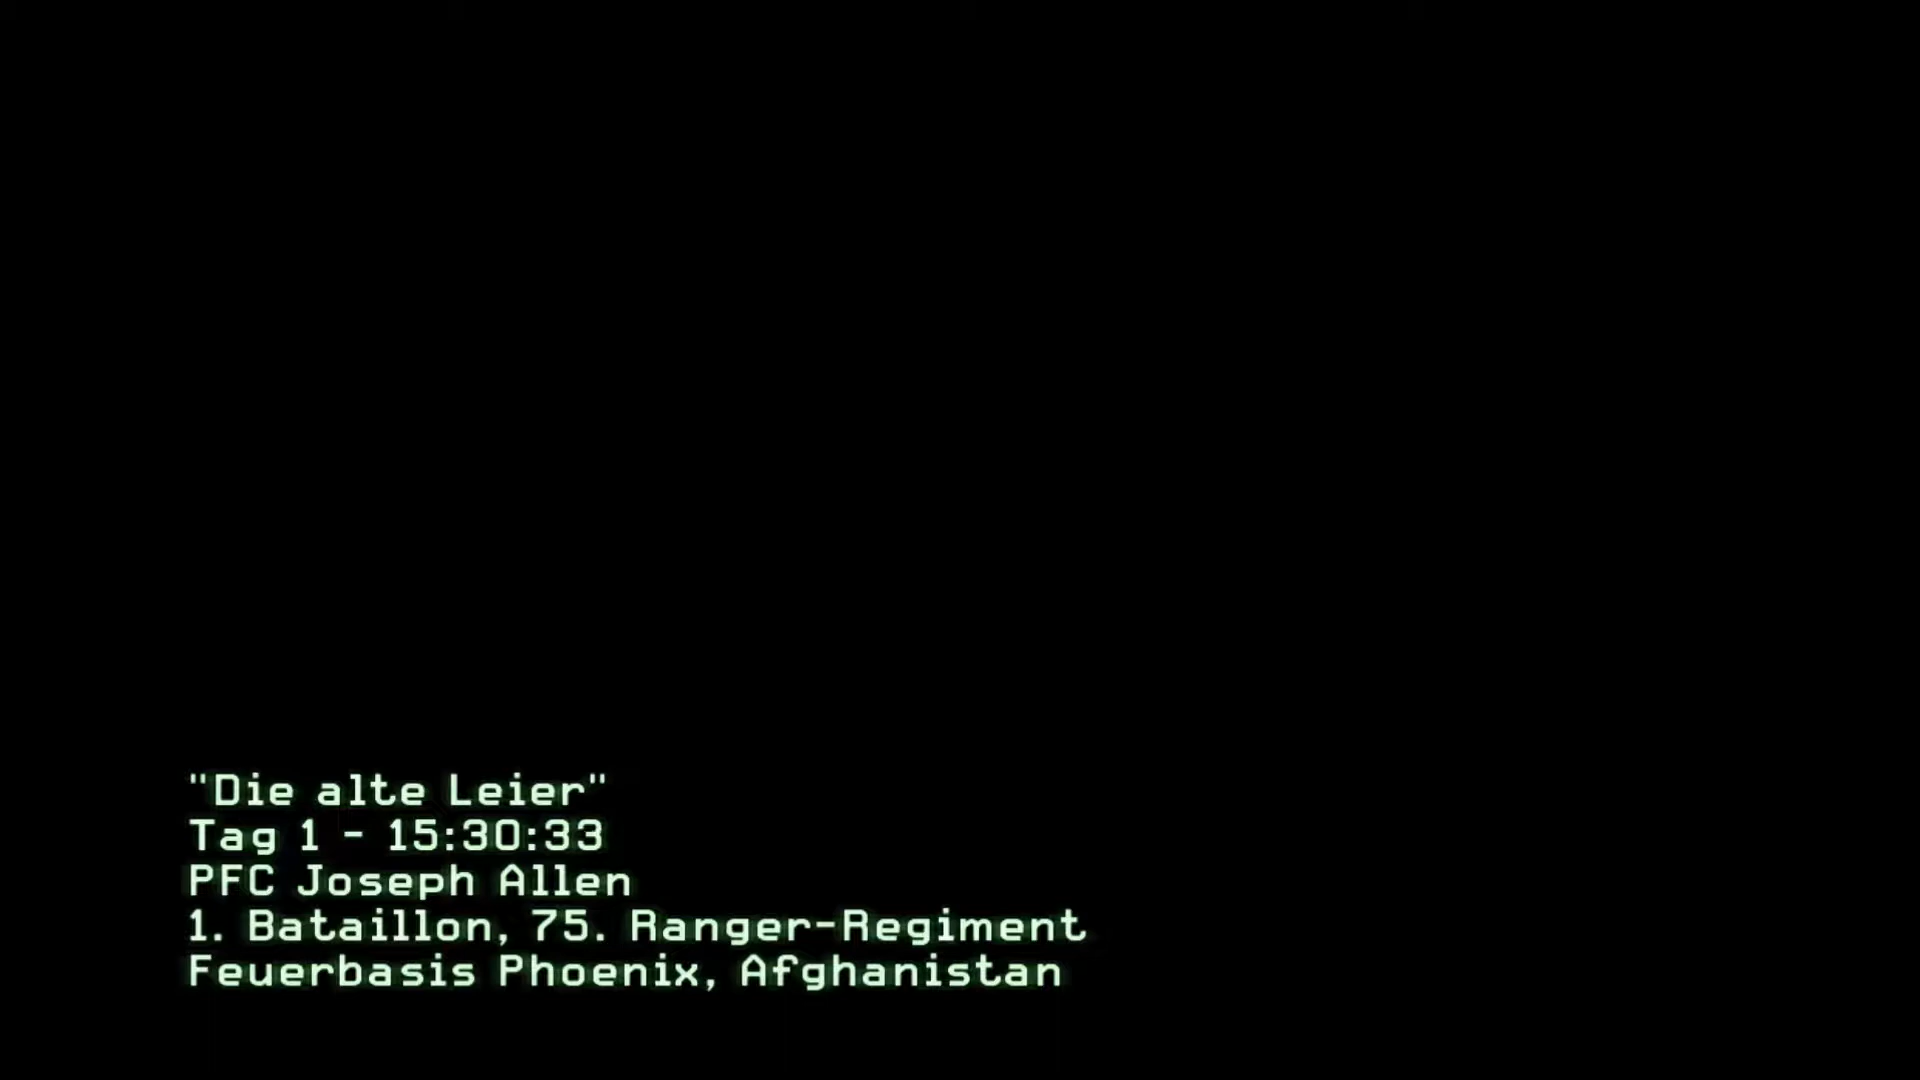 "Die alte Leier"
Tag 1 - 15:30:33
PFC Joseph Allen
1. Bataillon, 75. Ranger-Regiment
Feuerbasis Phoenix, Afghanistan